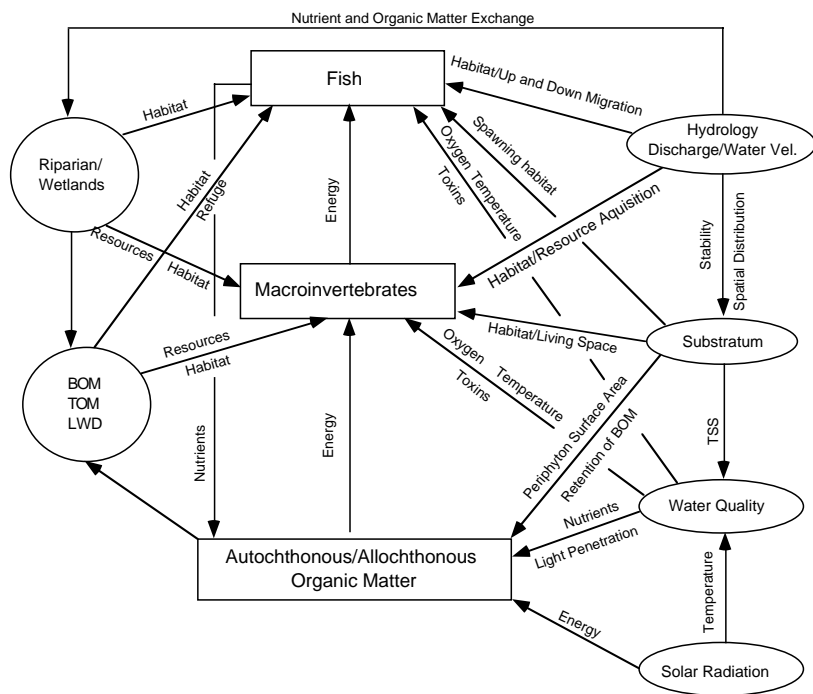 Nutrient and Organic Matter Exchange
Fish
Habitat/Up and Down Migration
Habitat
Hydrology
Discharge/Water Vel.
Riparian/
Wetlands
Habitat
Refuge
Energy
Oxygen Temperature
Toxins
Spawning habitat
Habitat/Resource Aquisition
Stability
Spatial Distribution
Resources Habitat
Macroinvertebrates
Habitat/Living Space
Substratum
Resources
Habitat
BOM
TOM
LWD
Oxygen Temperature
Toxins
Energy
Nutrients
Periphyton Surface Area
Retention of BOM
TSS
Water Quality
Nutrients
Light Penetration
Autochthonous/Allochthonous
Organic Matter
Energy
Temperature
Solar Radiation